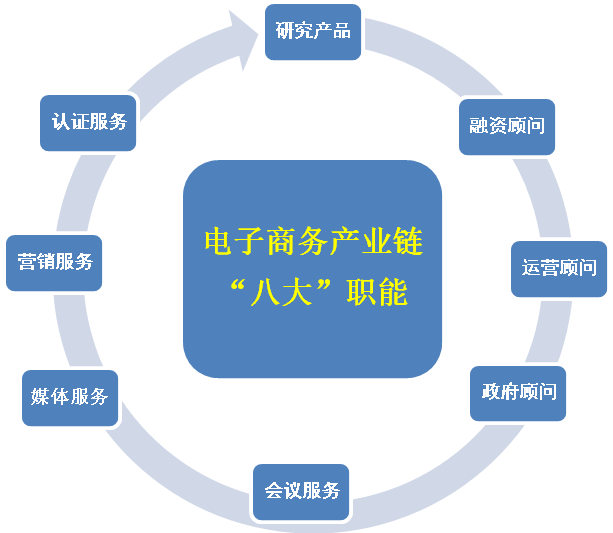 研究产品
融资顾问
运营顾问
政府顾问
会议服务
媒体服务
营销服务
认证服务
电子商务产业链
“八大”职能